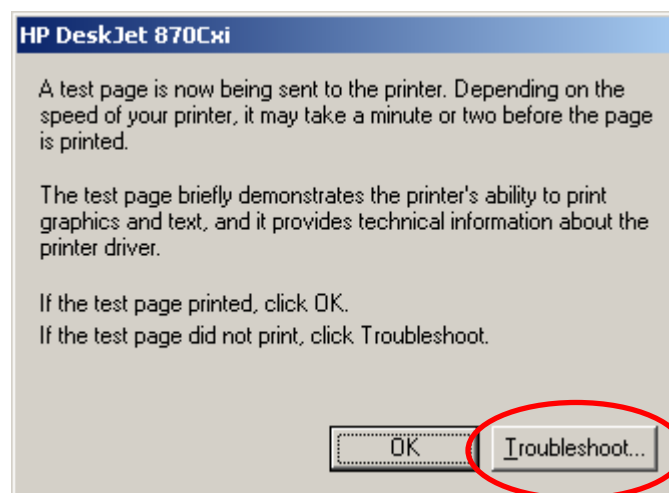 HP DeskJet 870Cxi
A test page is now being sent to the printer. Depending on the
speed of your printer, it may take a minute or two before the page
is printed.
The test page briefly demonstrates the printer's ability to print
graphics and text, and it provides technical information about the
printer driver.
If the test page printed, click OK.
If the test page did not print, click Troubleshoot.
OK
Troubleshoot...